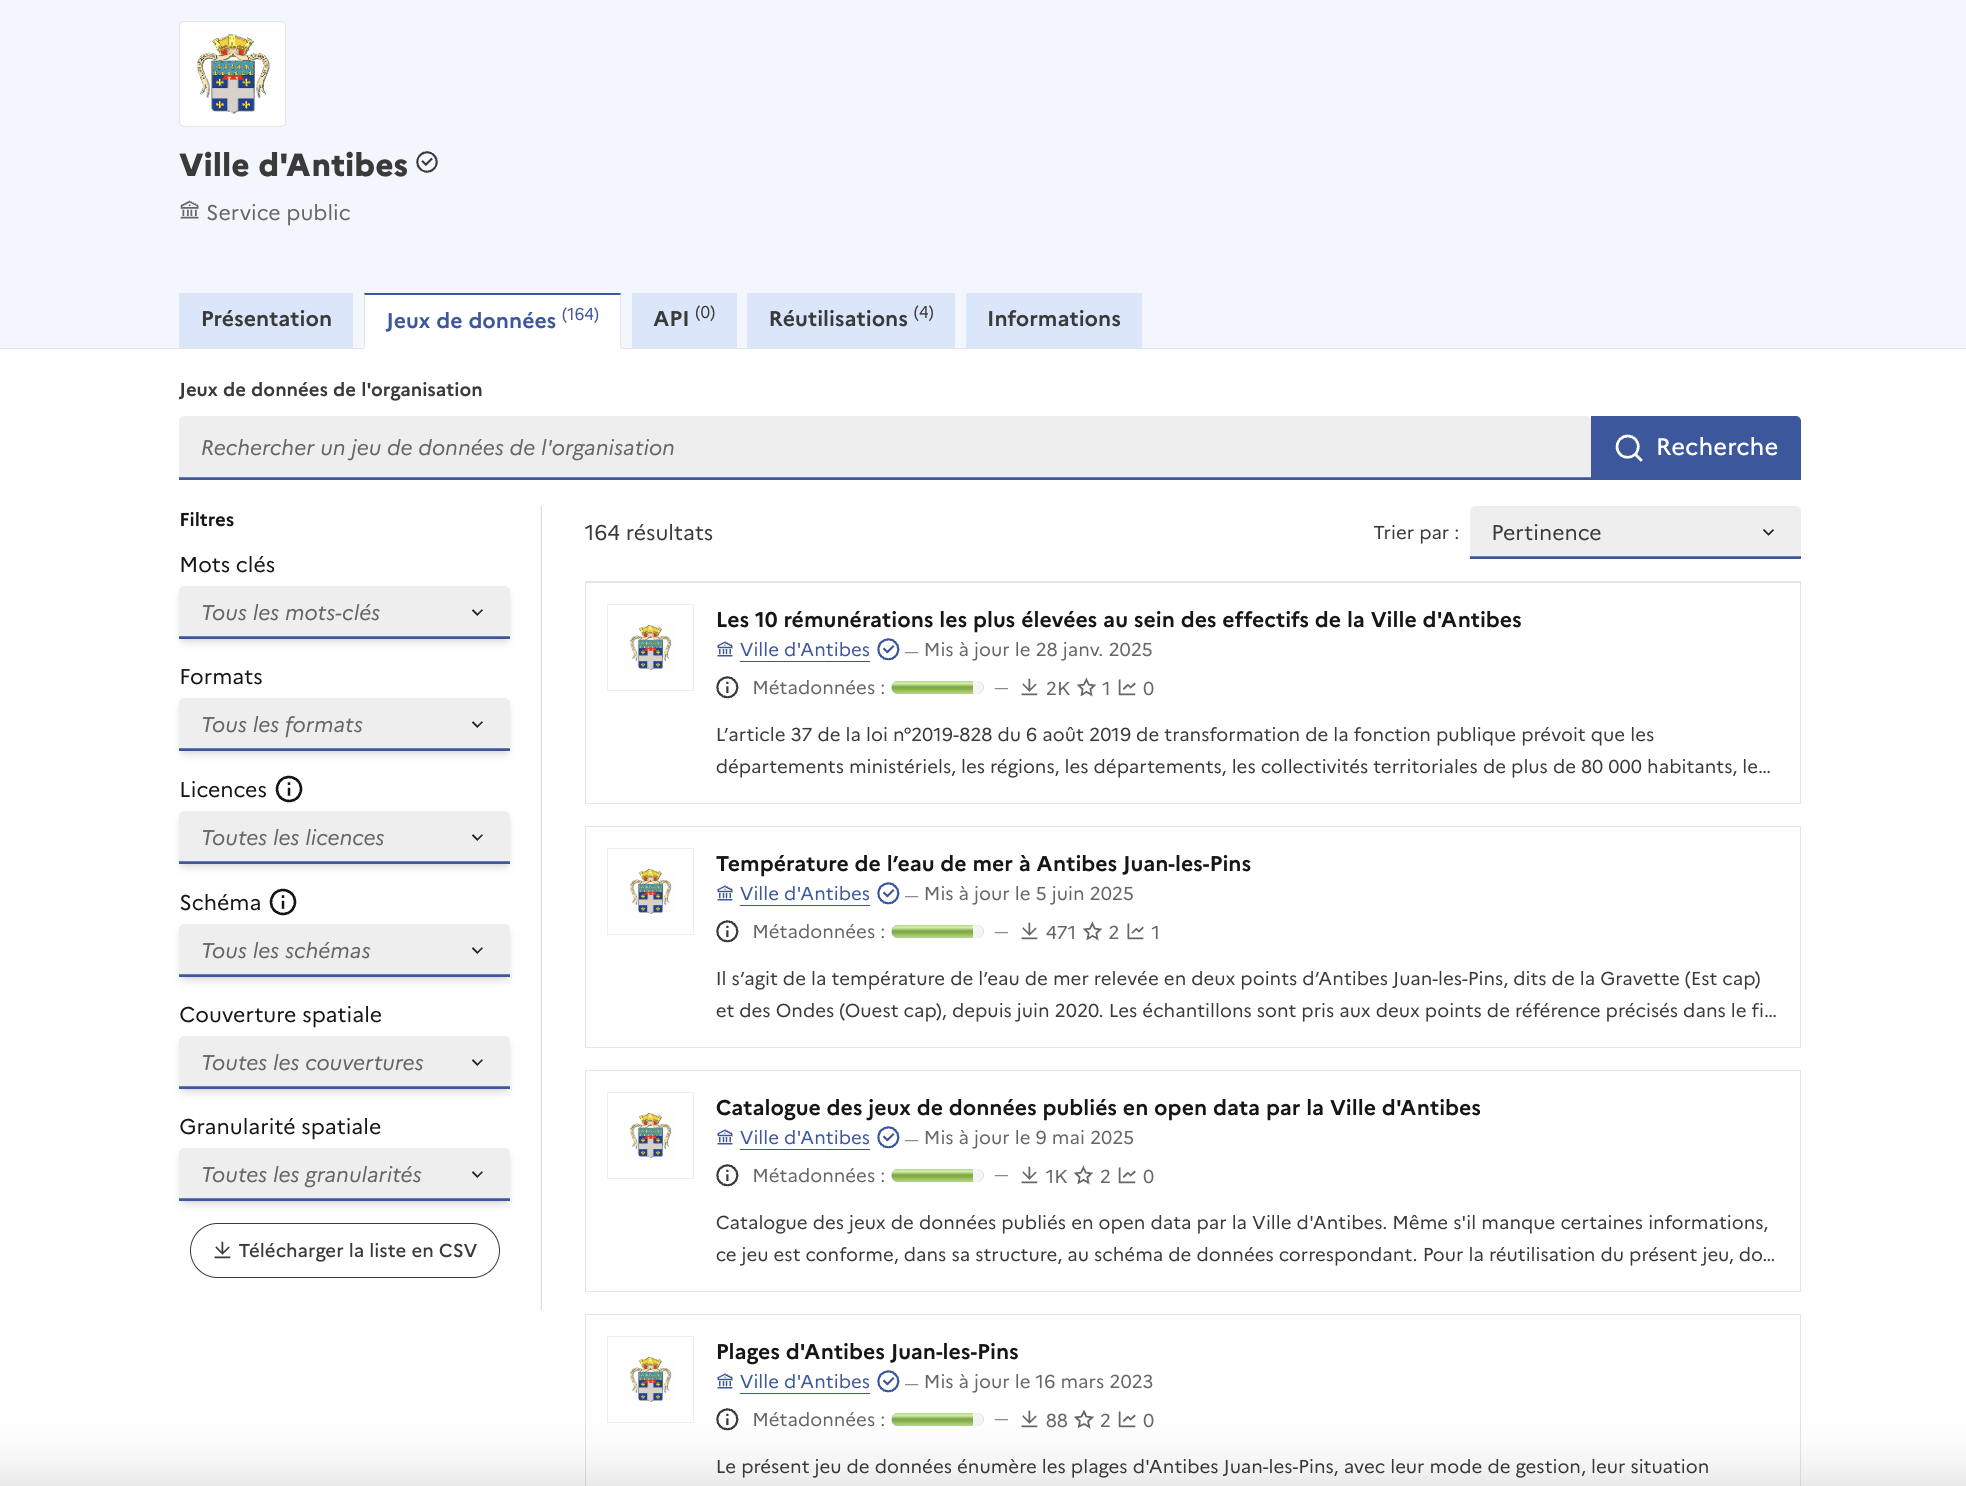 Ville d'Antibes
Service public
Présentation
Jeux de données (164)
API (0)
Réutilisations (4)
Informations
Jeux de données de l'organisation
Rechercher un jeu de données de l'organisation
Recherche
Filtres
Mots clés
Tous les mots-clés
Formats
Tous les formats
Licences
Toutes les licences
Schéma
Tous les schémas
Couverture spatiale
Toutes les couvertures
Granularité spatiale
Toutes les granularités
Télécharger la liste en CSV
164 résultats
Trier par :
Pertinence
Les 10 rémunérations les plus élevées au sein des effectifs de la Ville d'Antibes
Ville d'Antibes — Mis à jour le 28 janv. 2025
Métadonnées : — 2K 1 0
L’article 37 de la loi n°2019-828 du 6 août 2019 de transformation de la fonction publique prévoit que les
départements ministériels, les régions, les départements, les collectivités territoriales de plus de 80 000 habitants, le...
Température de l’eau de mer à Antibes Juan-les-Pins
Ville d'Antibes — Mis à jour le 5 juin 2025
Métadonnées : — 471 2 1
Il s’agit de la température de l’eau de mer relevée en deux points d’Antibes Juan-les-Pins, dits de la Gravette (Est cap)
et des Ondes (Ouest cap), depuis juin 2020. Les échantillons sont pris aux deux points de référence précisés dans le fi...
Catalogue des jeux de données publiés en open data par la Ville d'Antibes
Ville d'Antibes — Mis à jour le 9 mai 2025
Métadonnées : — 1K 2 0
Catalogue des jeux de données publiés en open data par la Ville d'Antibes. Même s'il manque certaines informations,
ce jeu est conforme, dans sa structure, au schéma de données correspondant. Pour la réutilisation du présent jeu, do...
Plages d'Antibes Juan-les-Pins
Ville d'Antibes — Mis à jour le 16 mars 2023
Métadonnées : — 88 2 0
Le présent jeu de données énumère les plages d'Antibes Juan-les-Pins, avec leur mode de gestion, leur situation